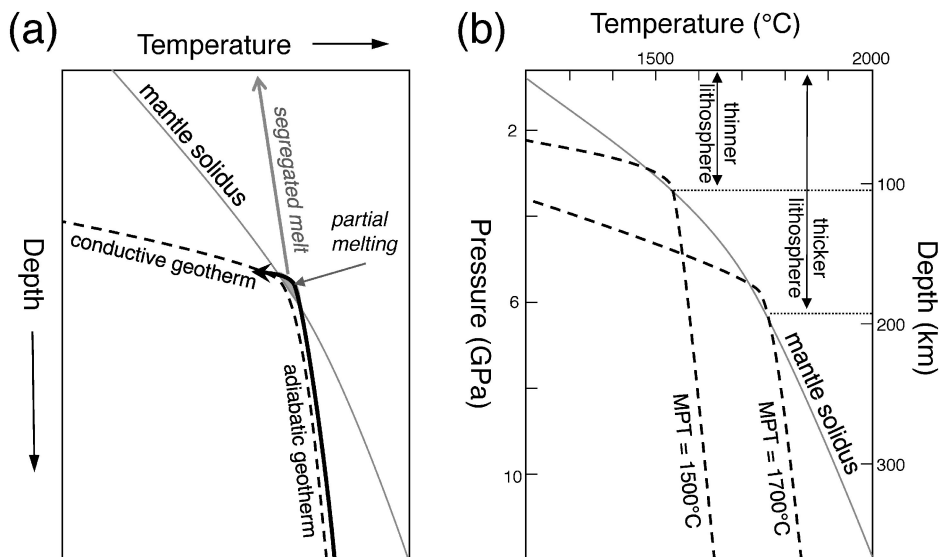 (a)
Temperature
mantle solidus
segregated melt
partial
melting
conductive geotherm
adiabatic geotherm
Depth
(b)
Temperature (°C)
1500
2000
thinner
lithosphere
thicker
lithosphere
2
6
10
Pressure (GPa)
100
200
300
Depth (km)
mantle solidus
MPT = 1500°C
MPT = 1700°C